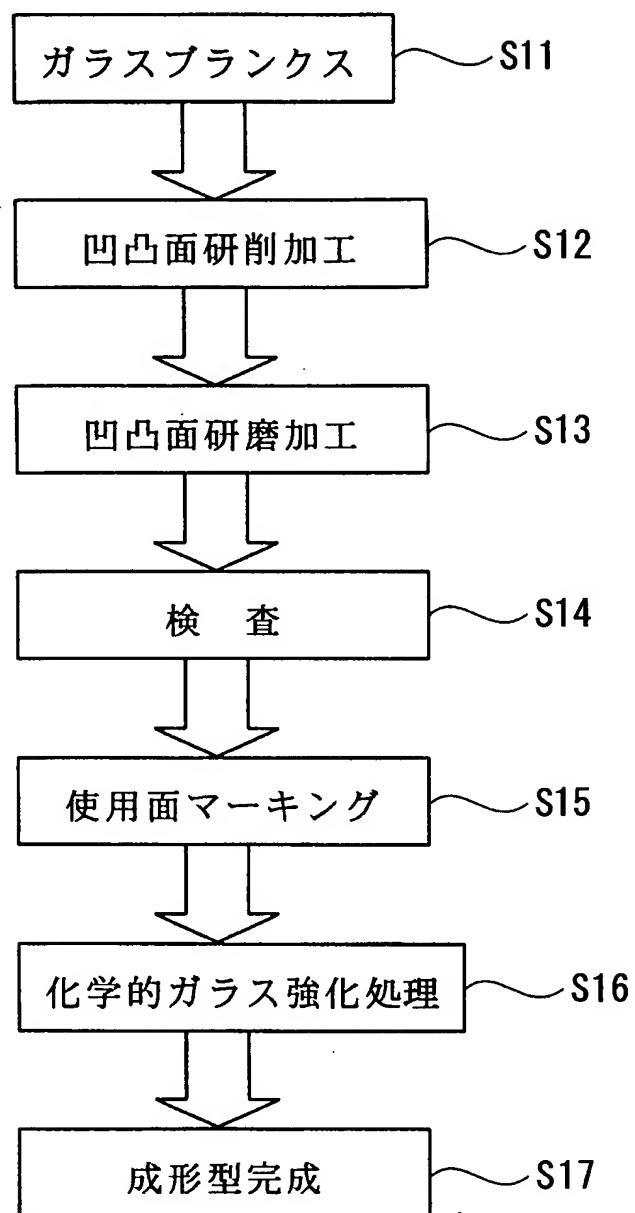 ガラスブランクス S11
凹凸面研削加工 S12
凹凸面研磨加工 S13
検 査 S14
使用面マーキング S15
化学的ガラス強化処理 S16
成形型完成 S17